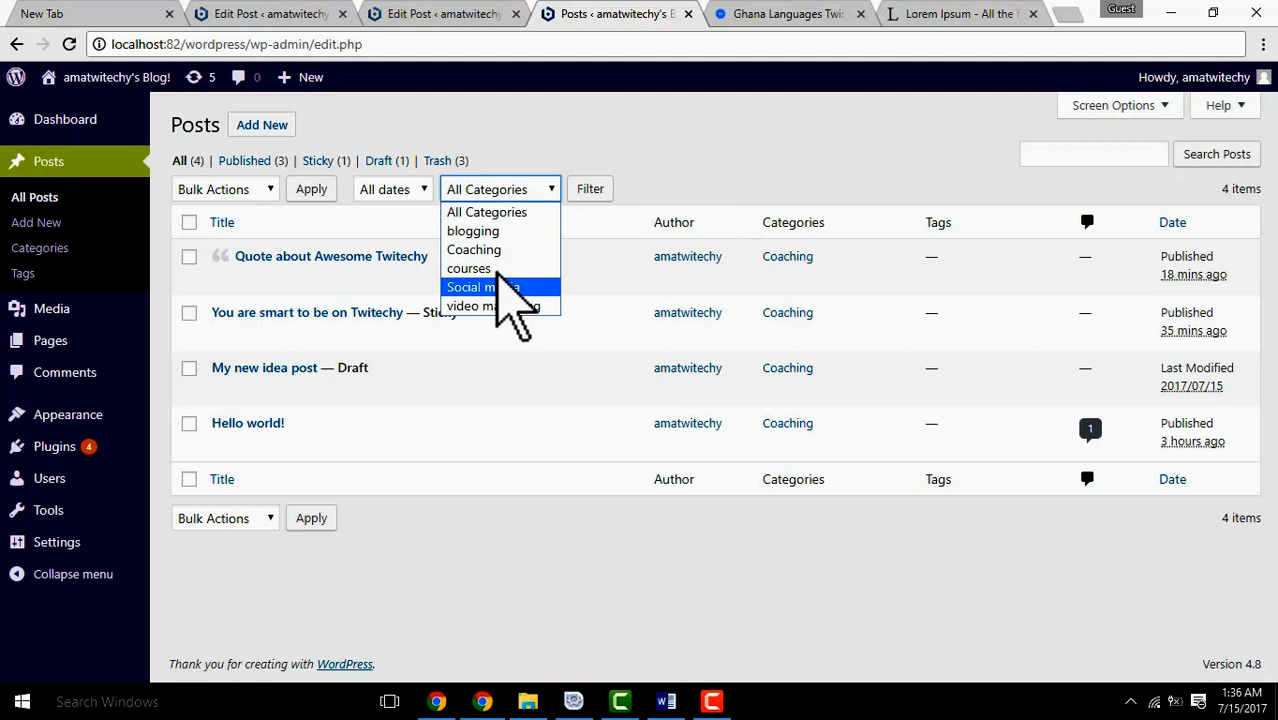 New Tab
Edit Post ‹ amatwitechy
Edit Post ‹ amatwitechy
Posts ‹ amatwitechy's B
Ghana Languages Twi
Lorem Ipsum - All the f
Guest
localhost:82/wordpress/wp-admin/edit.php
amatwitechy's Blog! 5 0 New
Howdy, amatwitechy
Dashboard
Posts
All Posts
Add New
Categories
Tags
Media
Pages
Comments
Appearance
Plugins 4
Users
Tools
Settings
Collapse menu
Screen Options
Help
Posts Add New
All (4) | Published (3) | Sticky (1) | Draft (1) | Trash (3)
Search Posts
Bulk Actions Apply All dates All Categories Filter
4 items
All Categories
blogging
Coaching
courses
Social
video
Title Author Categories Tags Date
Quote about Awesome Twitechy amatwitechy Coaching — — Published
18 mins ago
You are smart to be on Twitechy — amatwitechy Coaching — — Published
35 mins ago
My new idea post — Draft amatwitechy Coaching — — Last Modified
2017/07/15
Hello world! amatwitechy Coaching — 1 Published
3 hours ago
Title Author Categories Tags Date
Bulk Actions Apply
4 items
Thank you for creating with WordPress.
Version 4.8
Search Windows
1:36 AM
7/15/2017